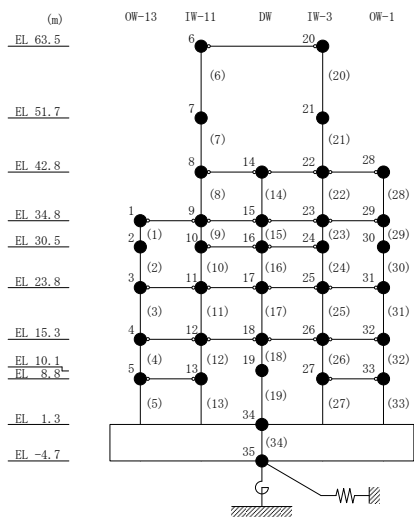 (m) OW-13 IW-11 DW IW-3 OW-1
EL 63.5 6 20
(6) (20)
EL 51.7 7 21
(7) (21)
EL 42.8 8 14 22 28
(8) (14) (22) (28)
EL 34.8 1 9 15 23 29
(1) (9) (15) (23) (29)
EL 30.5 2 10 16 24 30
(2) (10) (16) (24) (30)
EL 23.8 3 11 17 25 31
(3) (11) (17) (25) (31)
EL 15.3 4 12 18 26 32
(4) (12) (18) (26) (32)
EL 10.1 19
EL 8.8 5 13 27 33
(5) (13) (19) (27) (33)
EL 1.3 34
(34)
EL -4.7 35